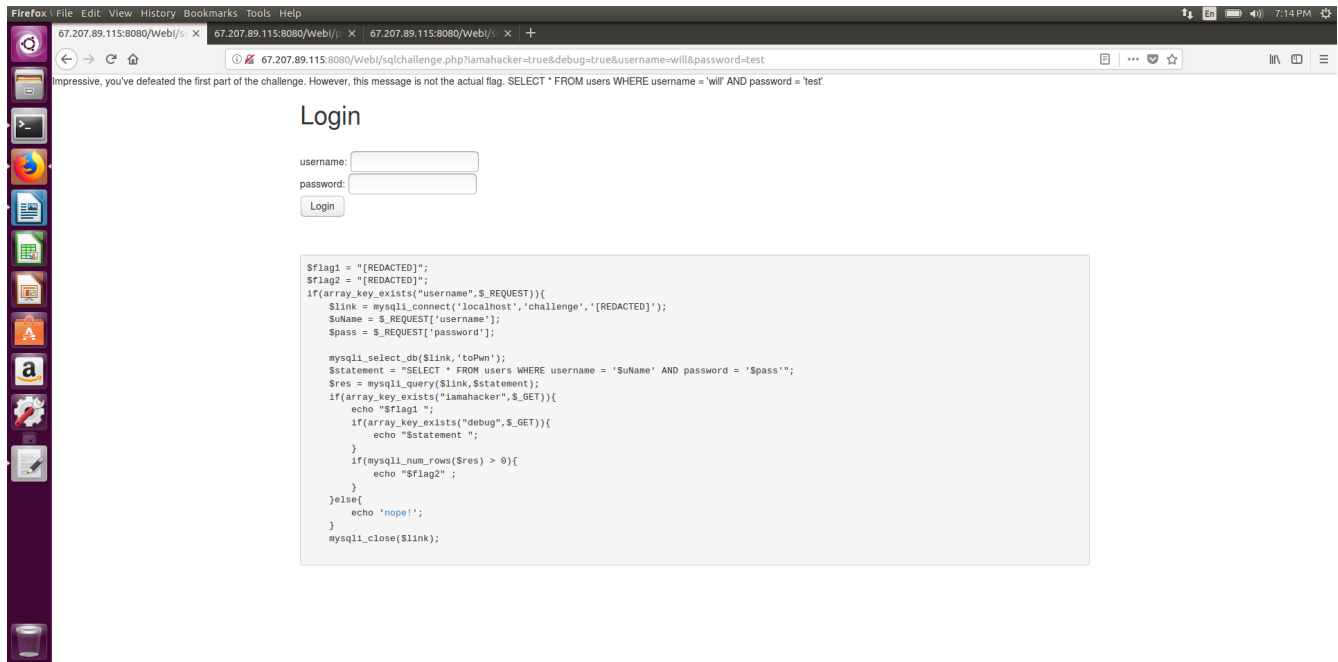 Firefox File Edit View History Bookmarks Tools Help En 7:14 PM
67.207.89.115:8080/WebI/s 67.207.89.115:8080/WebI/p 67.207.89.115:8080/WebI/s
67.207.89.115:8080/WebI/sqlchallenge.php?iamahacker=true&debug=true&username=will&password=test
Impressive, you've defeated the first part of the challenge. However, this message is not the actual flag. SELECT * FROM users WHERE username = 'will' AND password = 'test'
Login
username:
password:
Login
$flag1 = "[REDACTED]";
$flag2 = "[REDACTED]";
if(array_key_exists("username",$_REQUEST)){
$link = mysqli_connect('localhost','challenge','[REDACTED]');
$uName = $_REQUEST['username'];
$pass = $_REQUEST['password'];
mysqli_select_db($link,'toPwn');
$statement = "SELECT * FROM users WHERE username = '$uName' AND password = '$pass'";
$res = mysqli_query($link,$statement);
if(array_key_exists("iamahacker",$_GET)){
echo "$flag1 ";
if(array_key_exists("debug",$_GET)){
echo "$statement ";
}
if(mysqli_num_rows($res) > 0){
echo "$flag2" ;
}
}else{
echo 'nope!';
}
mysqli_close($link);